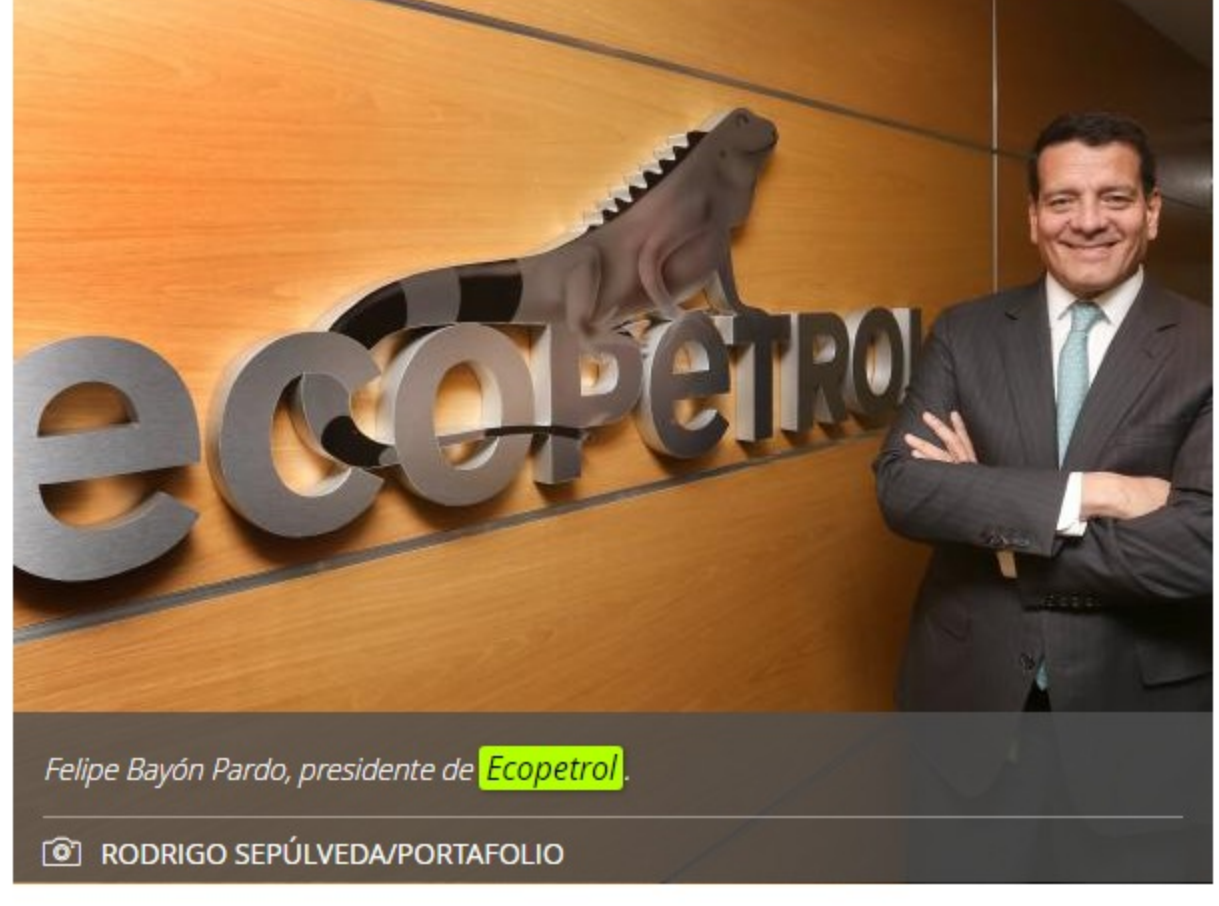 ecoPeTROL
Felipe Bayón Pardo, presidente de Ecopetrol.
RODRIGO SEPÚLVEDA/PORTAFOLIO